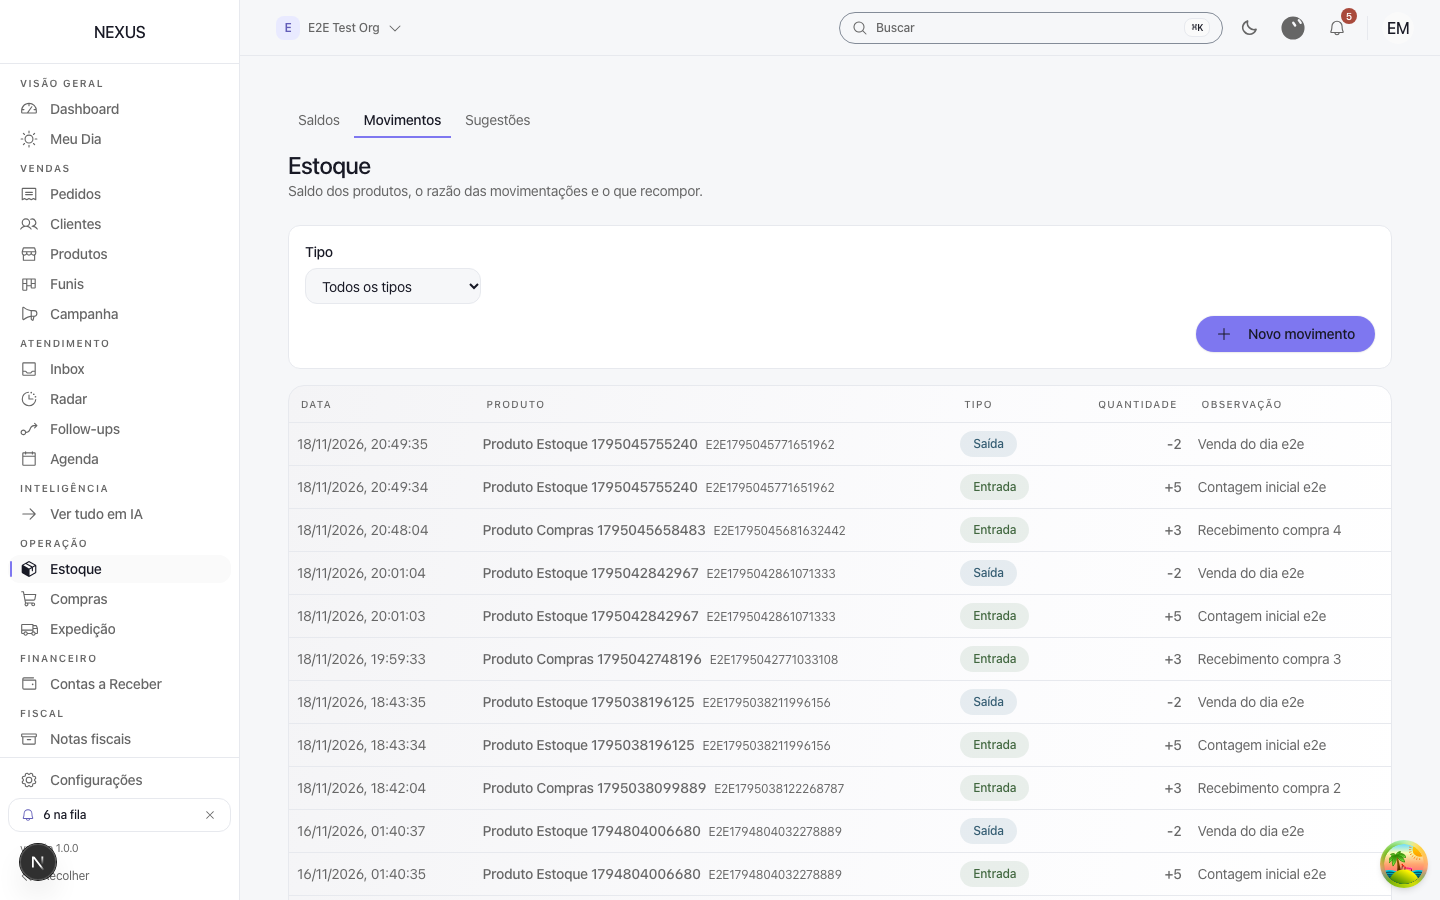 NEXUS
E E2E Test Org
Buscar ⌘K
5
EM
VISÃO GERAL
Dashboard
Meu Dia
VENDAS
Pedidos
Clientes
Produtos
Funis
Campanha
ATENDIMENTO
Inbox
Radar
Follow-ups
Agenda
INTELIGÊNCIA
Ver tudo em IA
OPERAÇÃO
Estoque
Compras
Expedição
FINANCEIRO
Contas a Receber
FISCAL
Notas fiscais
Configurações
6 na fila
1.0.0
N
Saldos Movimentos Sugestões
Estoque
Saldo dos produtos, o razão das movimentações e o que recompor.
Tipo
Todos os tipos
Novo movimento
DATA PRODUTO TIPO QUANTIDADE OBSERVAÇÃO
18/11/2026, 20:49:35 Produto Estoque 1795045755240 E2E1795045771651962 Saída -2 Venda do dia e2e
18/11/2026, 20:49:34 Produto Estoque 1795045755240 E2E1795045771651962 Entrada +5 Contagem inicial e2e
18/11/2026, 20:48:04 Produto Compras 1795045658483 E2E1795045681632442 Entrada +3 Recebimento compra 4
18/11/2026, 20:01:04 Produto Estoque 1795042842967 E2E1795042861071333 Saída -2 Venda do dia e2e
18/11/2026, 20:01:03 Produto Estoque 1795042842967 E2E1795042861071333 Entrada +5 Contagem inicial e2e
18/11/2026, 19:59:33 Produto Compras 1795042748196 E2E1795042771033108 Entrada +3 Recebimento compra 3
18/11/2026, 18:43:35 Produto Estoque 1795038196125 E2E1795038211996156 Saída -2 Venda do dia e2e
18/11/2026, 18:43:34 Produto Estoque 1795038196125 E2E1795038211996156 Entrada +5 Contagem inicial e2e
18/11/2026, 18:42:04 Produto Compras 1795038099889 E2E1795038122268787 Entrada +3 Recebimento compra 2
16/11/2026, 01:40:37 Produto Estoque 1794804006680 E2E1794804032278889 Saída -2 Venda do dia e2e
16/11/2026, 01:40:35 Produto Estoque 1794804006680 E2E1794804032278889 Entrada +5 Contagem inicial e2e